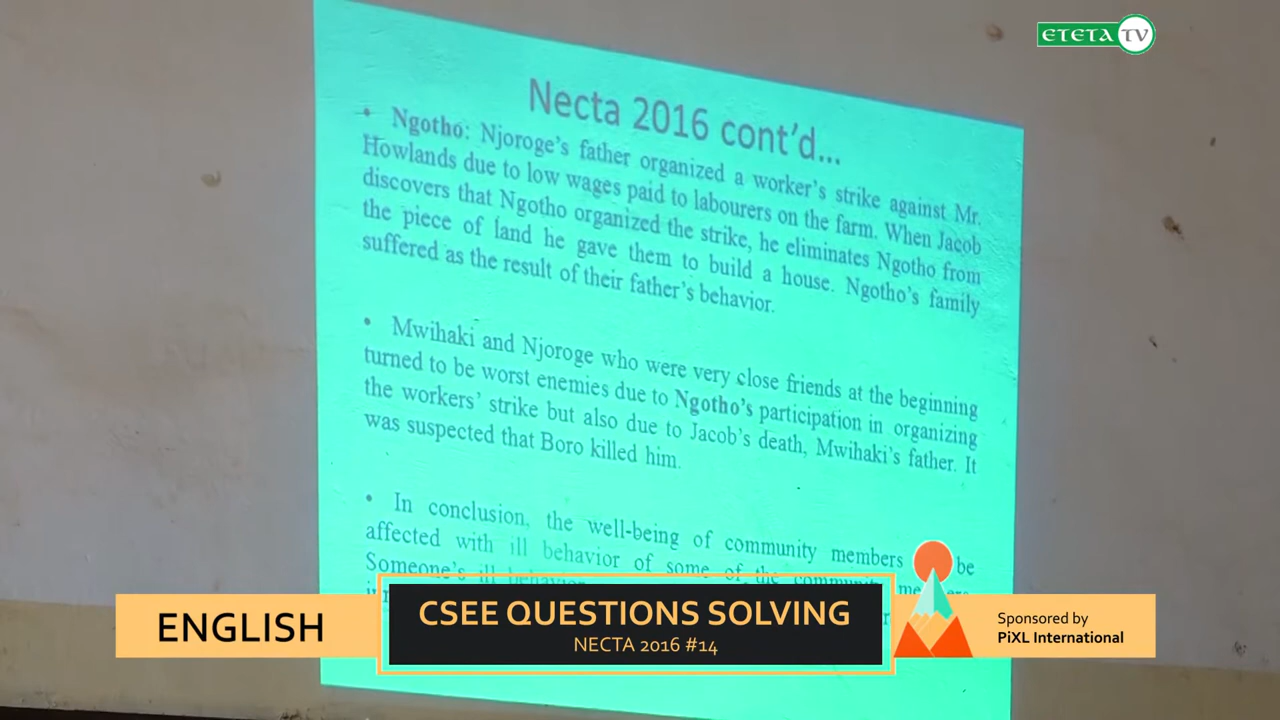 ETETA TV
Necta 2016 cont'd...
• Ngotho: Njoroge's father organized a worker's strike against Mr.
Howlands due to low wages paid to labourers on the farm. When Jacob
discovers that Ngotho organized the strike, he eliminates Ngotho from
the piece of land he gave them to build a house. Ngotho's family
suffered as the result of their father's behavior.
• Mwihaki and Njoroge who were very close friends at the beginning
turned to be worst enemies due to Ngotho's participation in organizing
the workers' strike but also due to Jacob's death, Mwihaki's father. It
was suspected that Boro killed him.
• In conclusion, the well-being of community members be
affected with ill behavior of some of the community members.
Someone's ill behavior
ENGLISH
CSEE QUESTIONS SOLVING
NECTA 2016 #14
Sponsored by
PiXL International